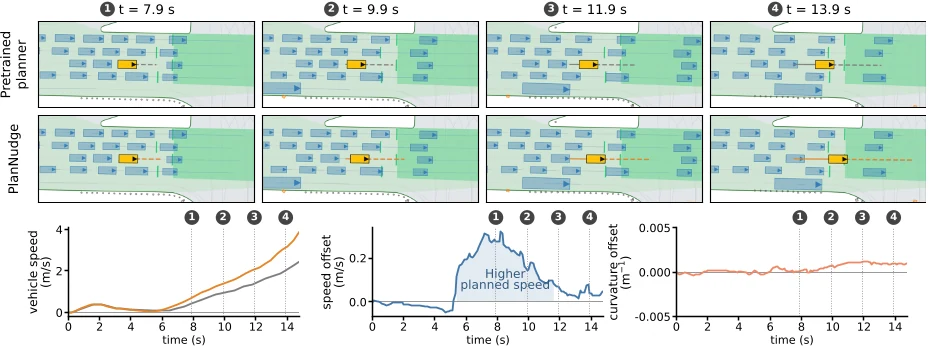 1 t = 7.9 s
2 t = 9.9 s
3 t = 11.9 s
4 t = 13.9 s
Pretrained
planner
PlanNudge
1 2 3 4
vehicle speed
(m/s)
4
2
0
0 2 4 6 8 10 12 14
time (s)
1 2 3 4
speed offset
(m/s)
0.2
0.0
Higher
planned speed
0 2 4 6 8 10 12 14
time (s)
1 2 3 4
curvature offset
(m⁻¹)
0.005
0.000
-0.005
0 2 4 6 8 10 12 14
time (s)